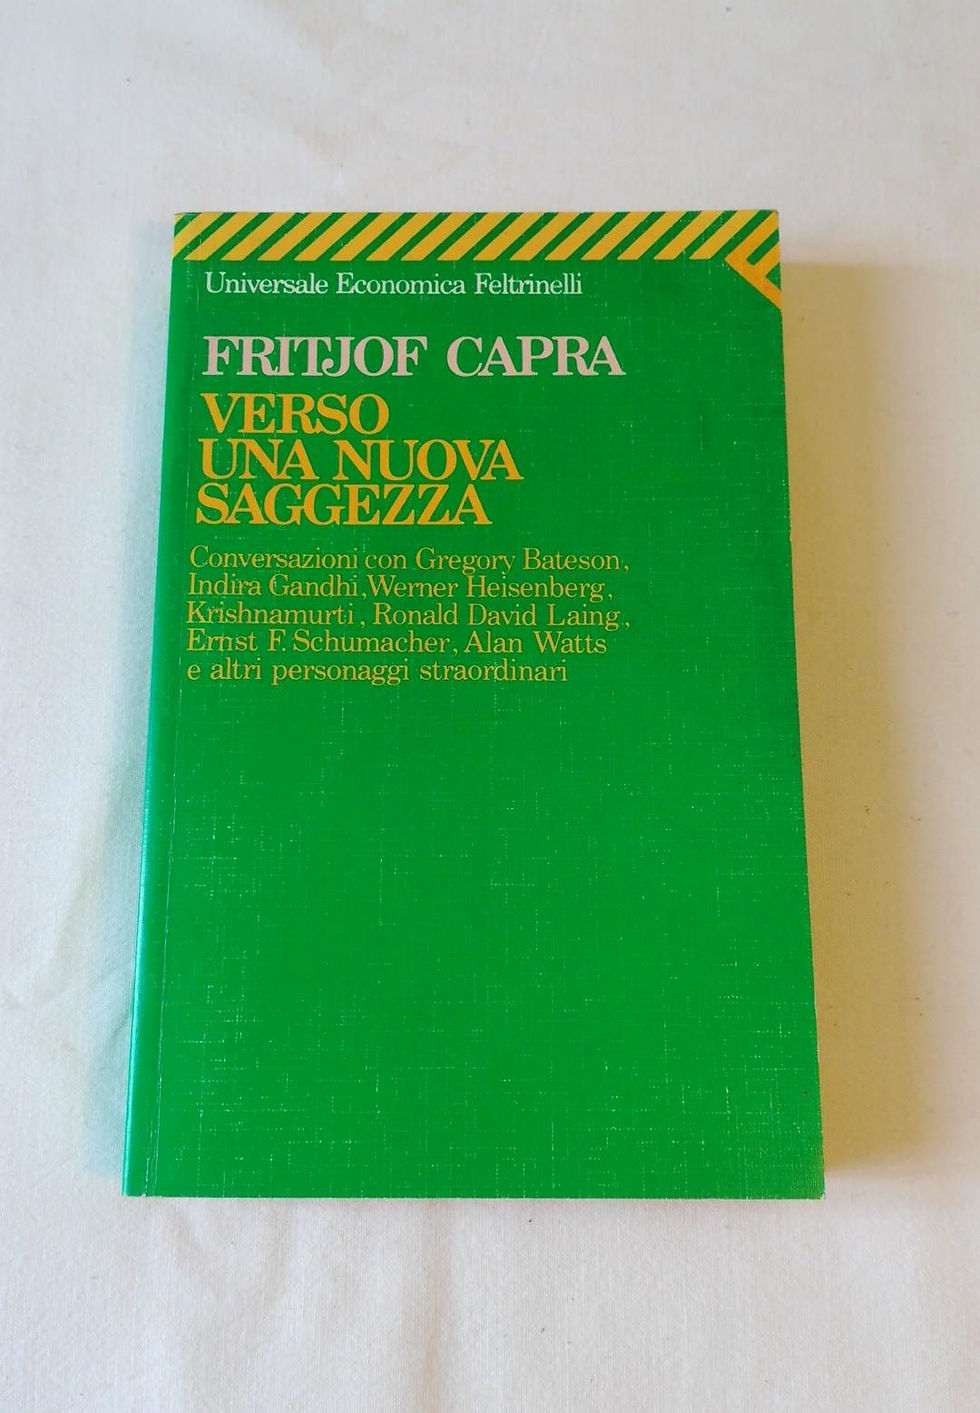 Universale Economica Feltrinelli
FRITJOF CAPRA
VERSO
UNA NUOVA
SAGGEZZA
Conversazioni con Gregory Bateson,
Indira Gandhi, Werner Heisenberg,
Krishnamurti, Ronald David Laing,
Ernst F. Schumacher, Alan Watts
e altri personaggi straordinari